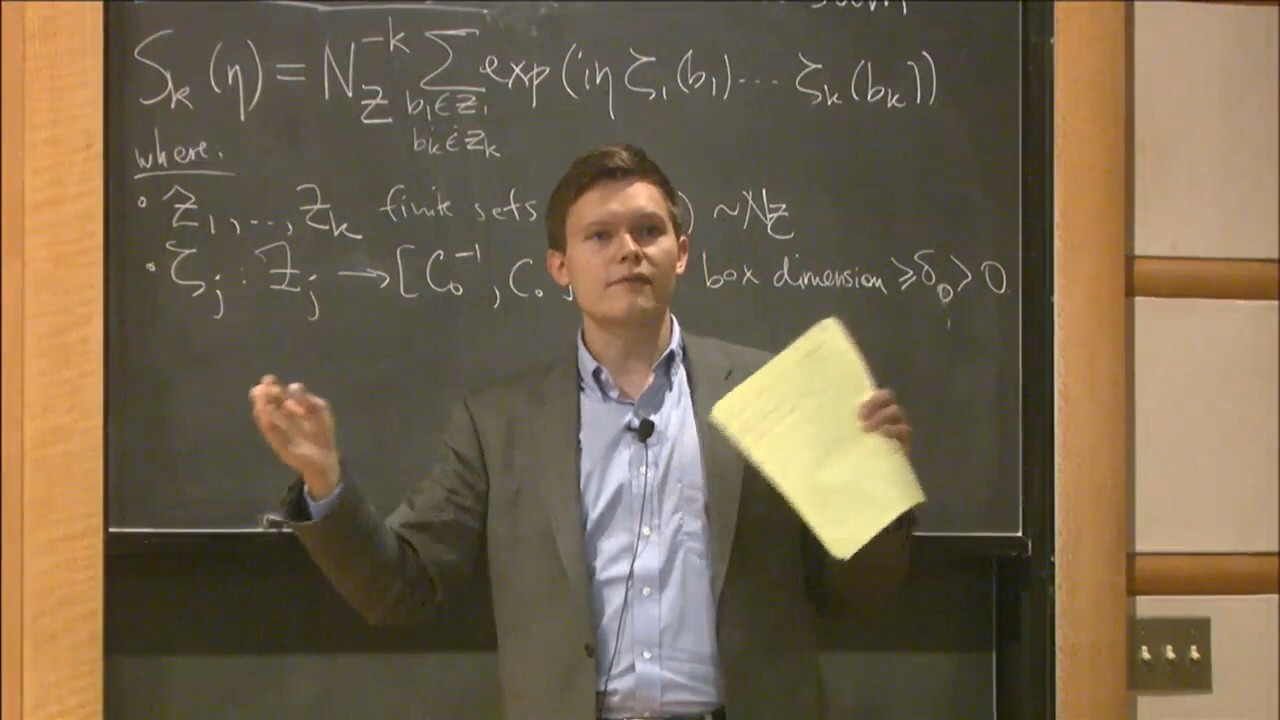 S_k(η) = N_Z^{-k} Σ_{b_1∈Z_1 ... b_k∈Z_k} exp(iη ζ_1(b_1)... ζ_k(b_k))
where:
• Z_1,...,Z_k finite sets ) ~N_Z
• ζ_j : Z_j → [C_0^{-1}, C_0 box dimension ≥ δ_0 > 0